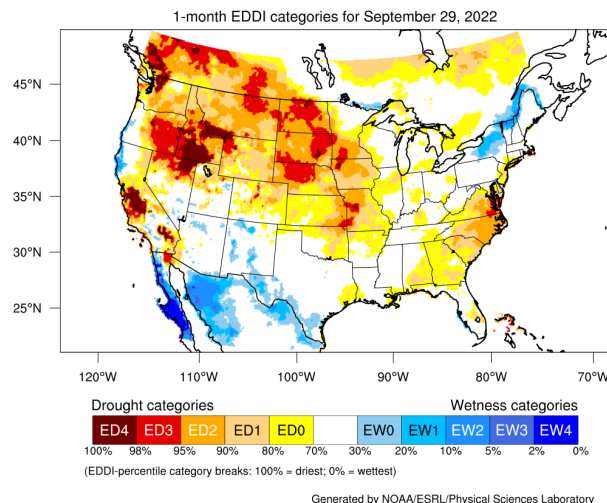 1-month EDDI categories for September 29, 2022
45°N
40°N
35°N
30°N
25°N
120°W 110°W 100°W 90°W 80°W 70°W
Drought categories Wetness categories
ED4 ED3 ED2 ED1 ED0 EW0 EW1 EW2 EW3 EW4
100% 98% 95% 90% 80% 70% 30% 20% 10% 5% 2% 0%
(EDDI-percentile category breaks: 100% = driest; 0% = wettest)
Generated by NOAA/ESRL/Physical Sciences Laboratory